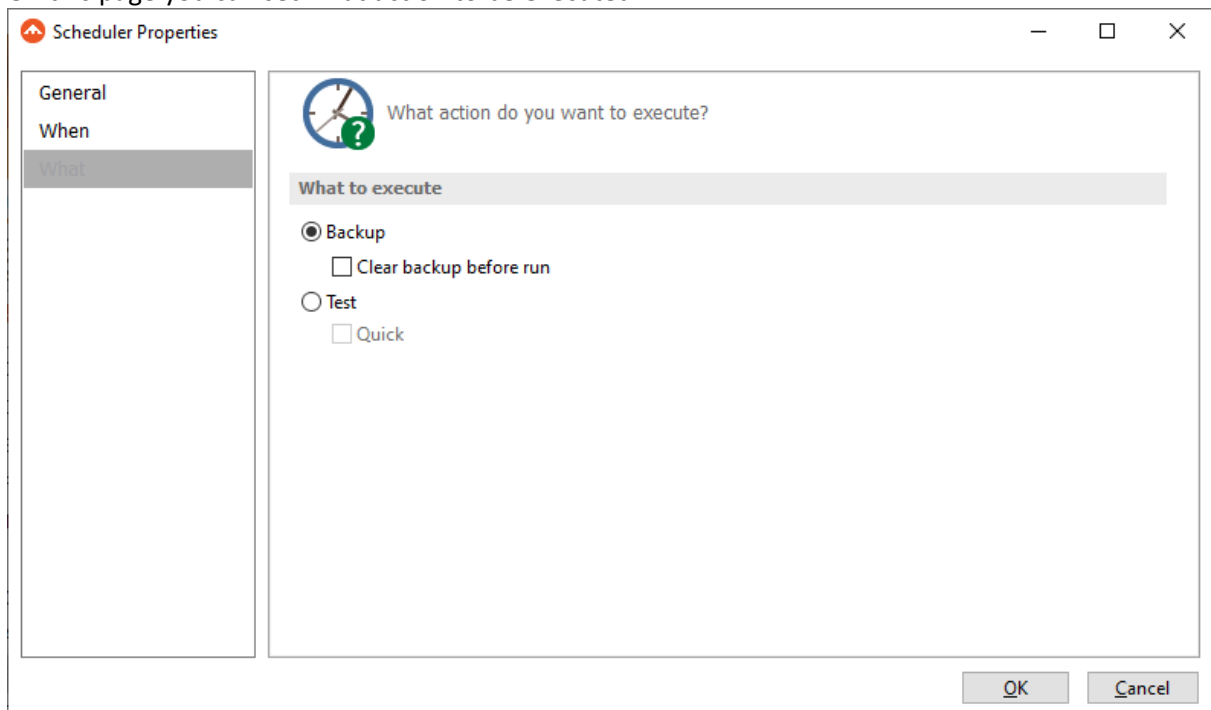 Scheduler Properties
General
When
What
What action do you want to execute?
?
What to execute
Backup
Clear backup before run
Test
Quick
OK
Cancel